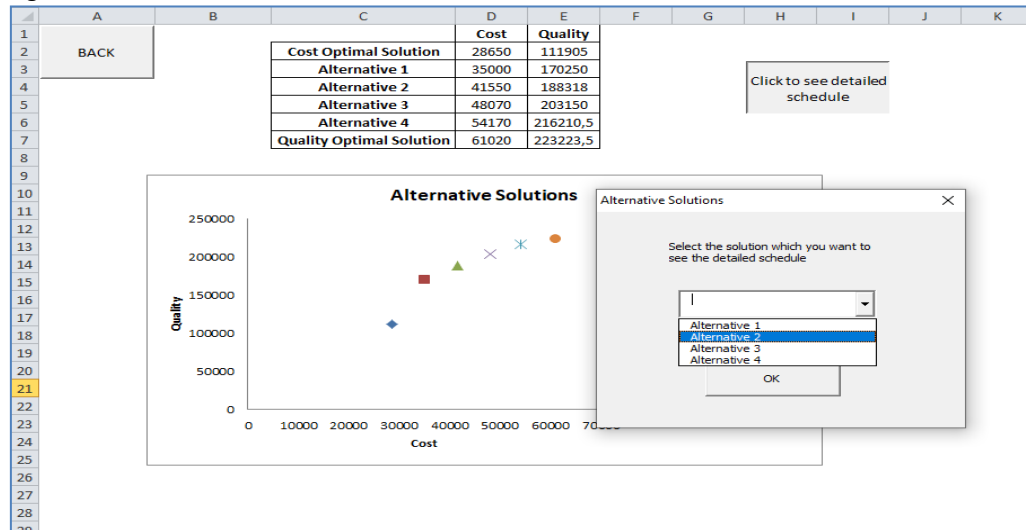 A B C D E F G H I J K
1 Cost Quality
2 BACK Cost Optimal Solution 28650 111905
3 Alternative 1 35000 170250
4 Alternative 2 41550 188318
5 Alternative 3 48070 203150
6 Alternative 4 54170 216210,5
7 Quality Optimal Solution 61020 223223,5
Click to see detailed
schedule
8
9
10
11
12
13
14
15
16
17
18
19
20
21
22
23
24
25
26
27
28
29
Alternative Solutions
250000
200000
150000
100000
50000
0
Quality
0 10000 20000 30000 40000 50000 60000
Cost
Alternative Solutions
Select the solution which you want to
see the detailed schedule
Alternative 1
Alternative 2
Alternative 3
Alternative 4
OK